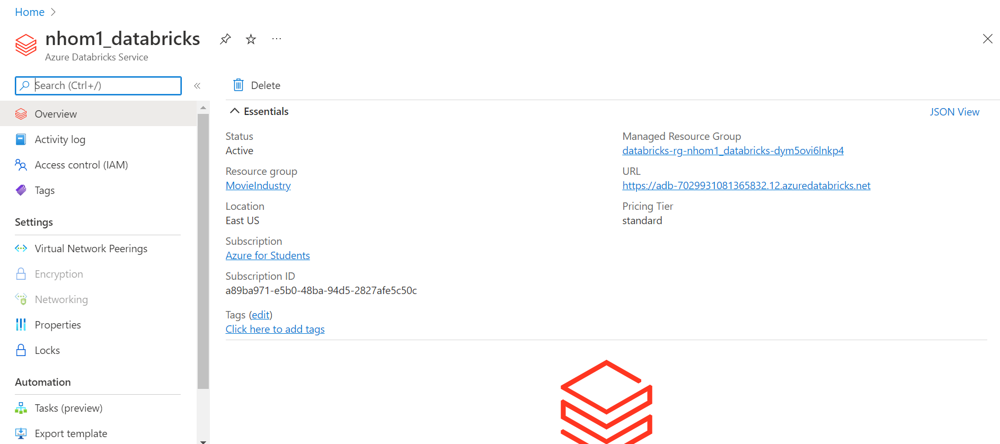 Home
nhom1_databricks
Azure Databricks Service
Search (Ctrl+/)
Overview
Activity log
Access control (IAM)
Tags
Settings
Virtual Network Peerings
Encryption
Networking
Properties
Locks
Automation
Tasks (preview)
Export template
Delete
Essentials
JSON View
Status
Active
Resource group
MovieIndustry
Location
East US
Subscription
Azure for Students
Subscription ID
a89ba971-e5b0-48ba-94d5-2827afe5c50c
Tags (edit)
Click here to add tags
Managed Resource Group
databricks-rg-nhom1_databricks-dym5ovi6lnkp4
URL
https://adb-7029931081365832.12.azuredatabricks.net
Pricing Tier
standard